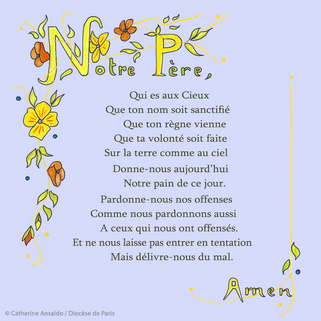 Notre Père,
Qui es aux Cieux
Que ton nom soit sanctifié
Que ton règne vienne
Que ta volonté soit faite
Sur la terre comme au ciel
Donne-nous aujourd'hui
Notre pain de ce jour.
Pardonne-nous nos offenses
Comme nous pardonnons aussi
A ceux qui nous ont offensés.
Et ne nous laisse pas entrer en tentation
Mais délivre-nous du mal.
Amen
© Catherine Ansaldo / Diocèse de Paris